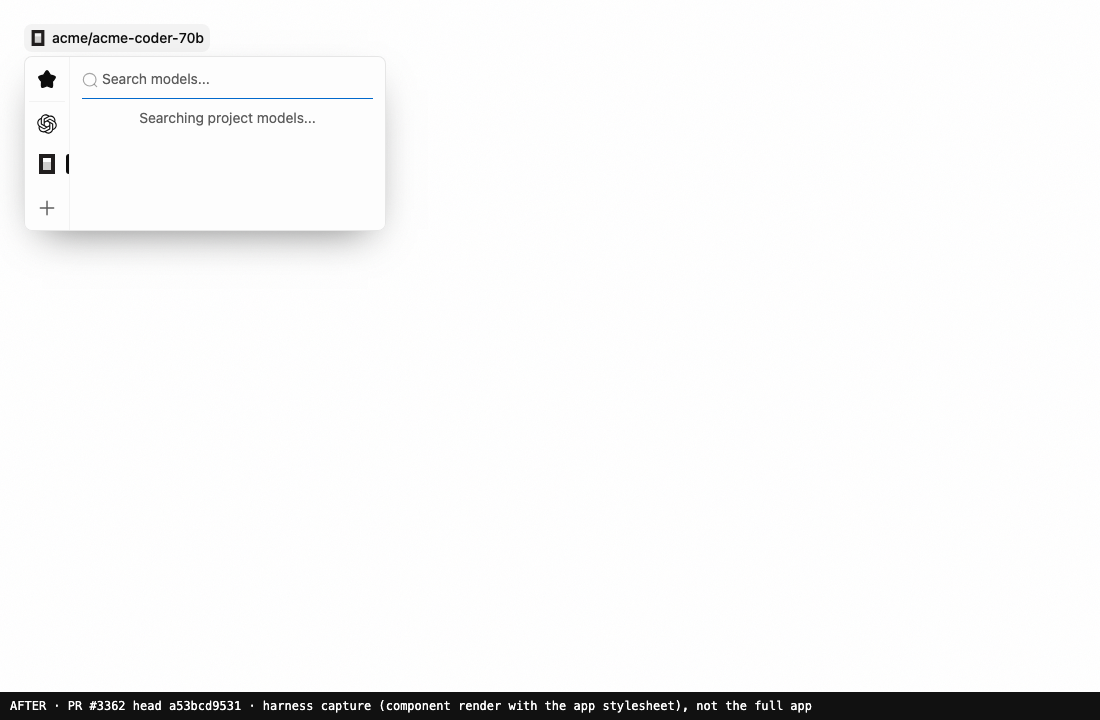 acme/acme-coder-70b
Search models...
Searching project models...
AFTER · PR #3362 head a53bcd9531 · harness capture (component render with the app stylesheet), not the full app